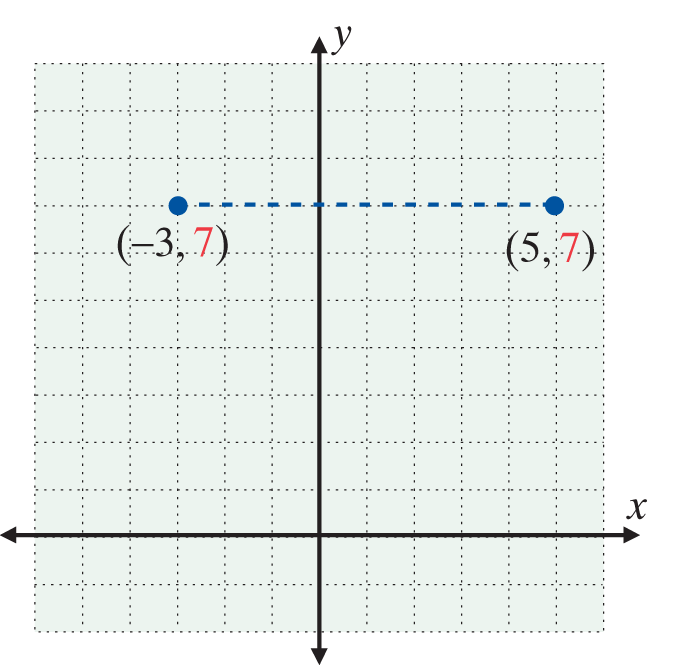 y
(–3, 7)
(5, 7)
x